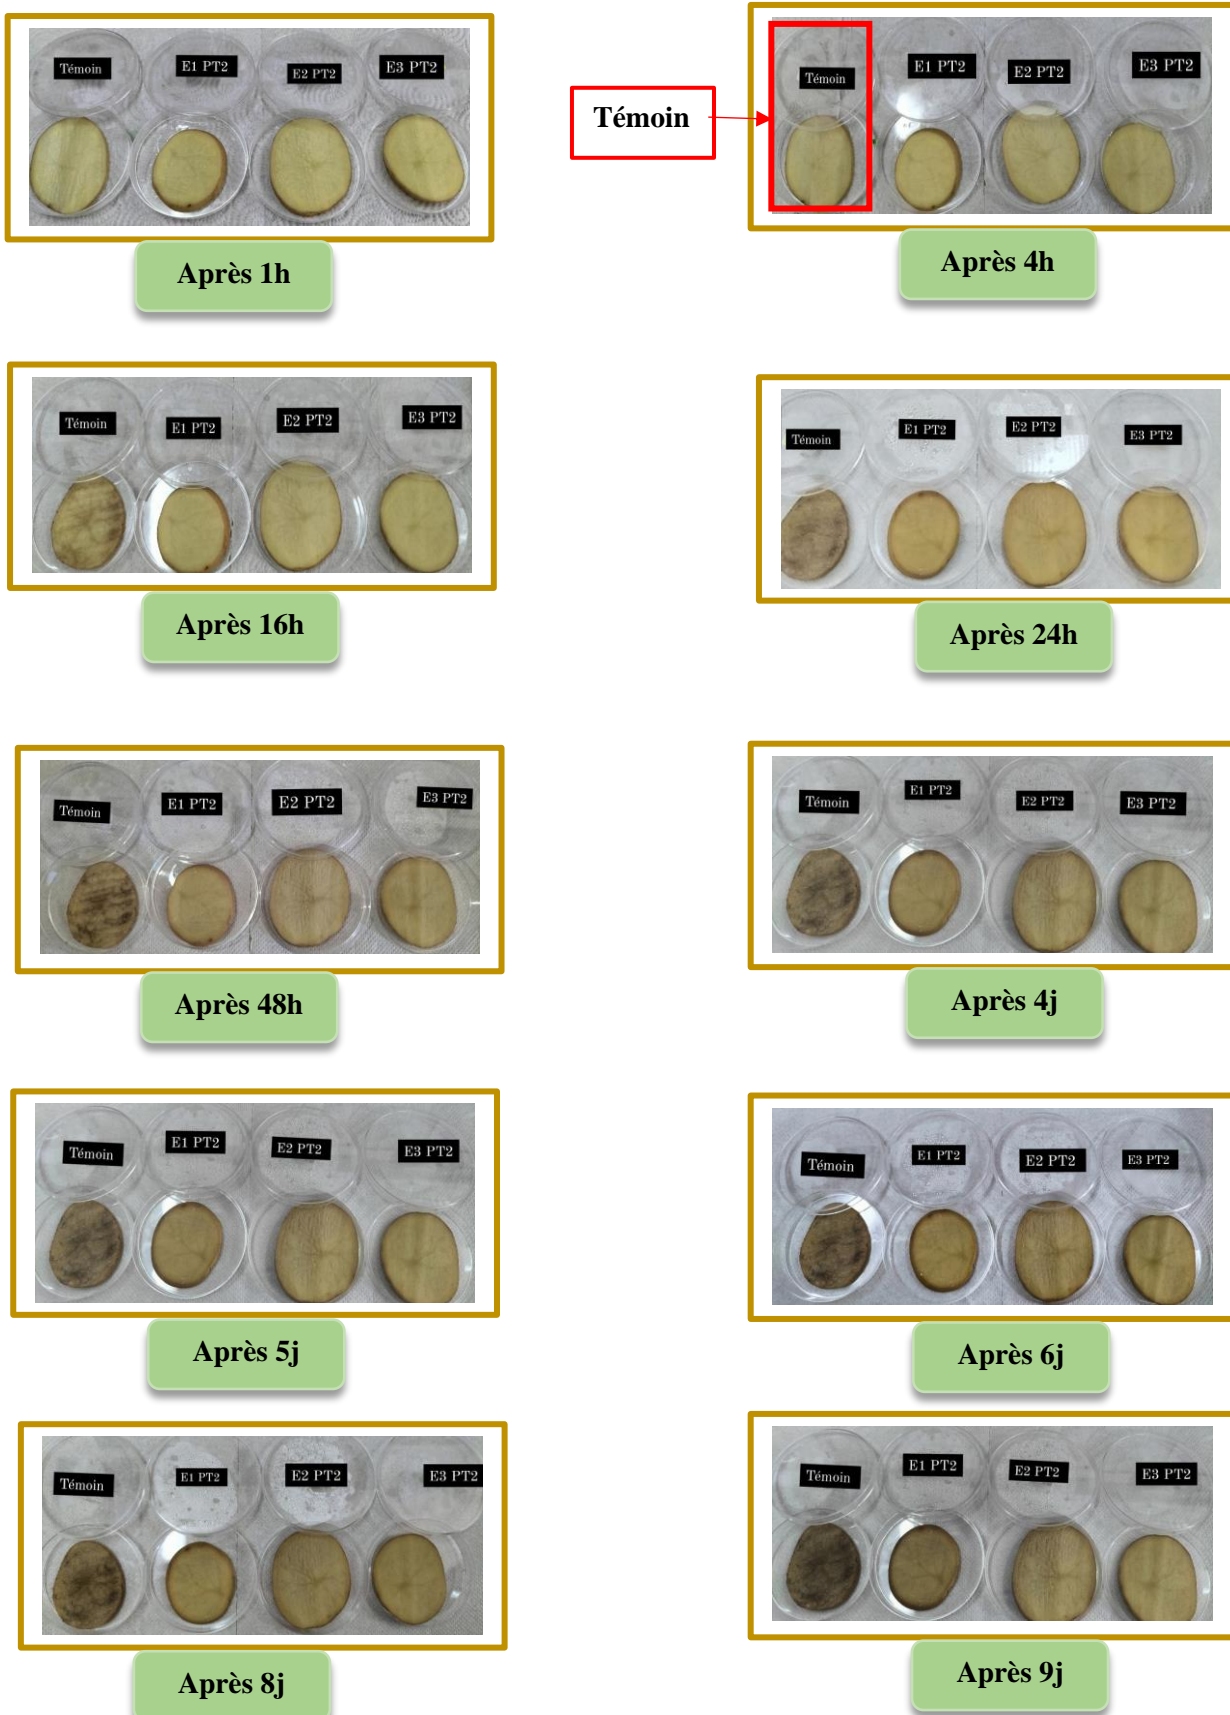 Témoin
E1 PT2
E2 PT2
E3 PT2
Après 1h
Témoin
Témoin
E1 PT2
E2 PT2
E3 PT2
Après 4h
Témoin
E1 PT2
E2 PT2
E3 PT2
Après 16h
Témoin
E1 PT2
E2 PT2
E3 PT2
Après 24h
Témoin
E1 PT2
E2 PT2
E3 PT2
Après 48h
Témoin
E1 PT2
E2 PT2
E3 PT2
Après 4j
Témoin
E1 PT2
E2 PT2
E3 PT2
Après 5j
Témoin
E1 PT2
E2 PT2
E3 PT2
Après 6j
Témoin
E1 PT2
E2 PT2
E3 PT2
Après 8j
Témoin
E1 PT2
E2 PT2
E3 PT2
Après 9j